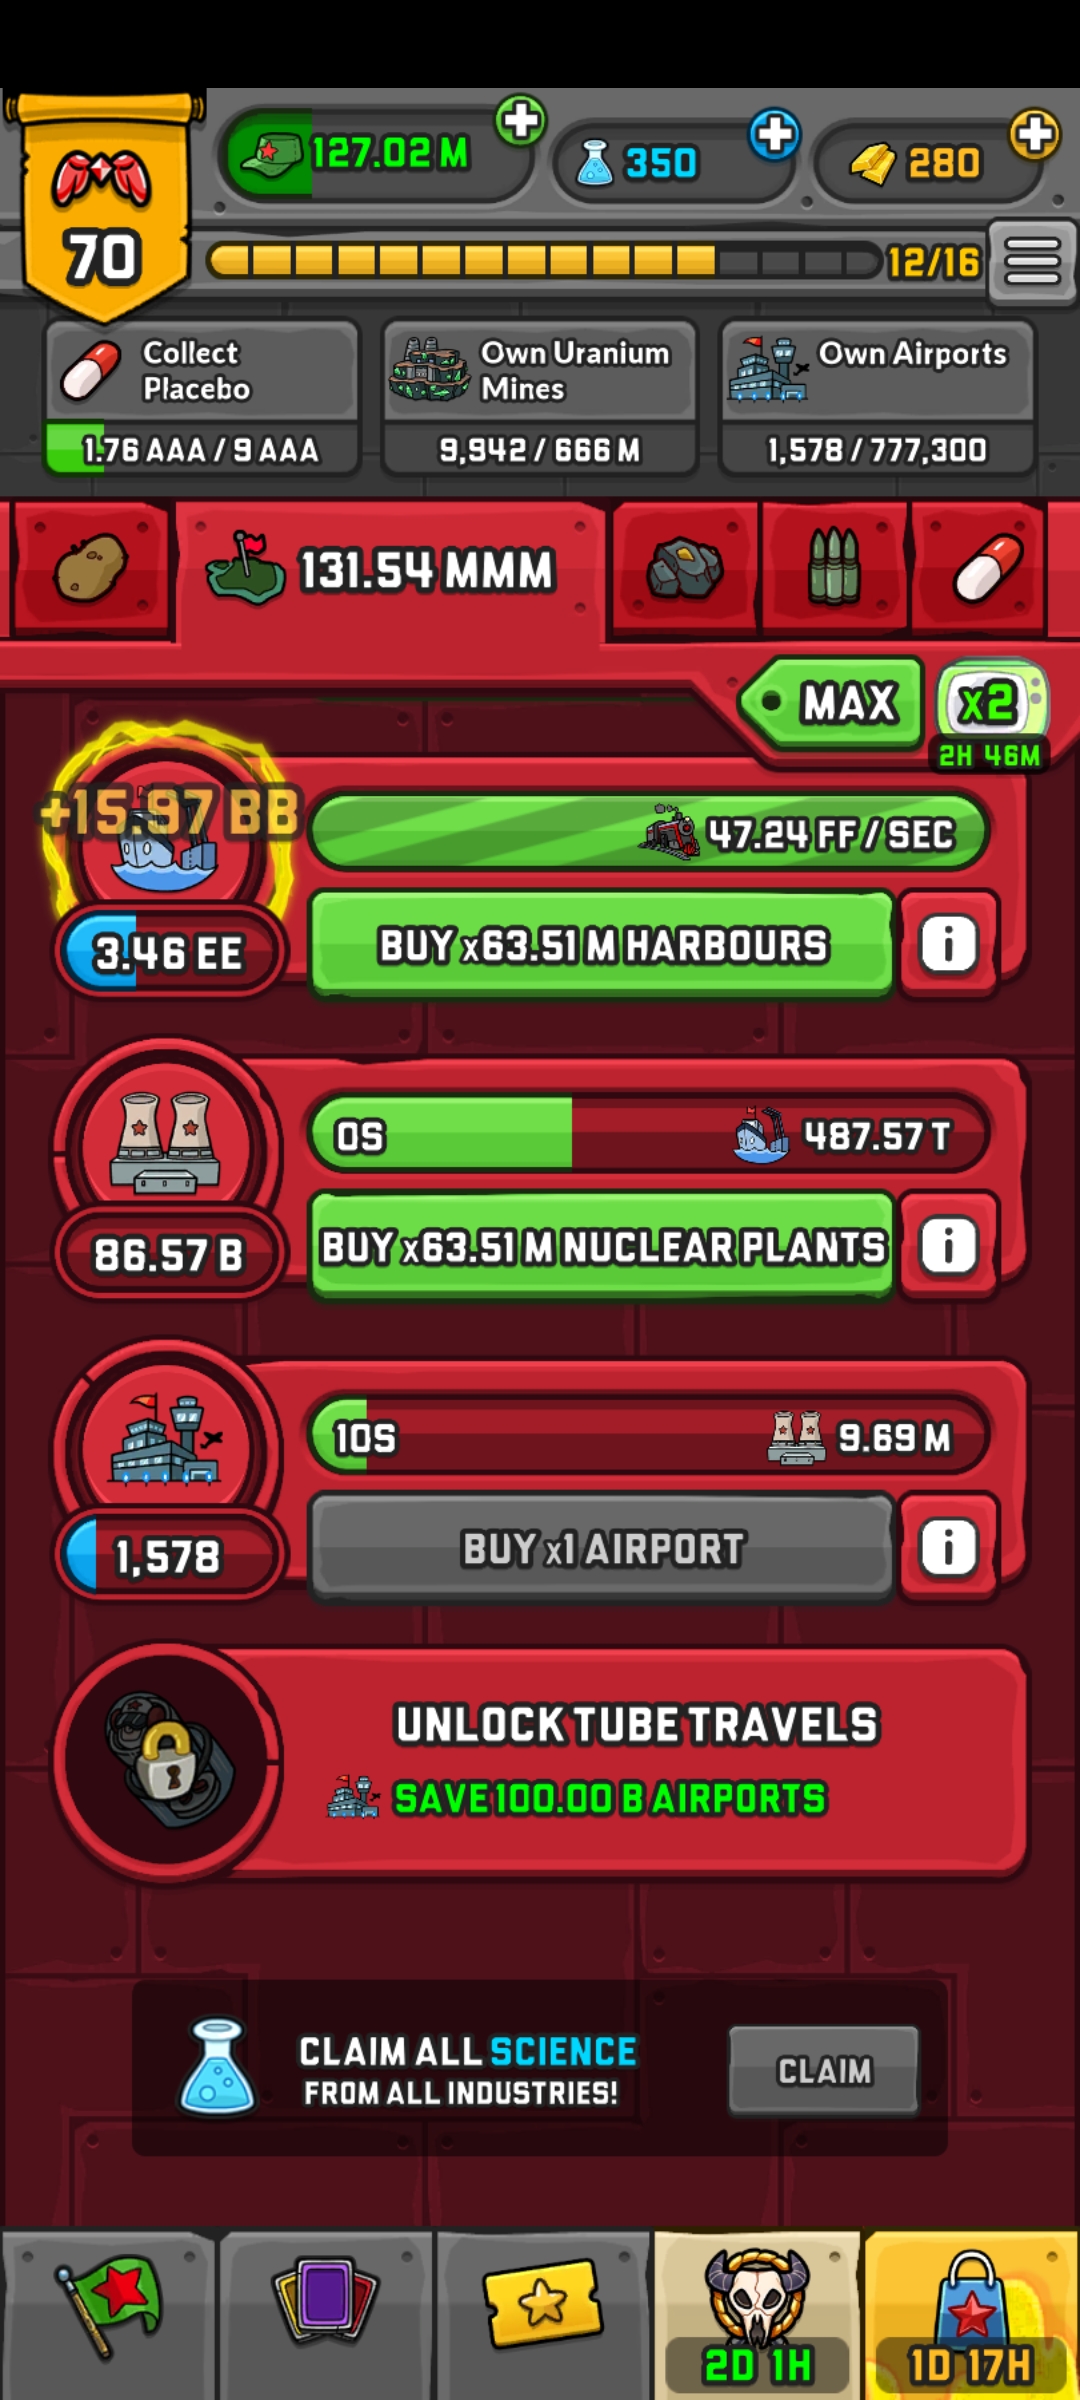 127.02 M
350
280
70
12/16
Collect
Placebo
1.76 AAA / 9 AAA
Own Uranium
Mines
9,942 / 666 M
Own Airports
1,578 / 777,300
131.54 MMM
MAX
x2
2H 46M
+15.97 BB
47.24 FF / SEC
3.46 EE
BUY x63.51 M HARBOURS
i
0S
487.57 T
86.57 B
BUY x63.51 M NUCLEAR PLANTS
i
10S
9.69 M
1,578
BUY x1 AIRPORT
i
UNLOCK TUBE TRAVELS
SAVE 100.00 B AIRPORTS
CLAIM ALL SCIENCE
FROM ALL INDUSTRIES!
CLAIM
2D 1H
1D 17H